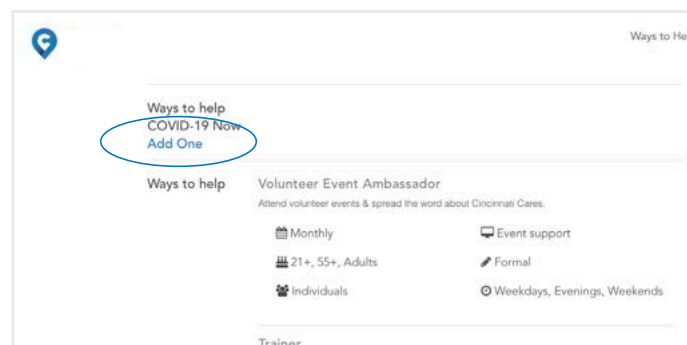 Ways to He
Ways to help
COVID-19 Now
Add One
Ways to help
Volunteer Event Ambassador
Attend volunteer events & spread the word about Cincinnati Cares.
Monthly
Event support
21+, 55+, Adults
Formal
Individuals
Weekdays, Evenings, Weekends
Trainer